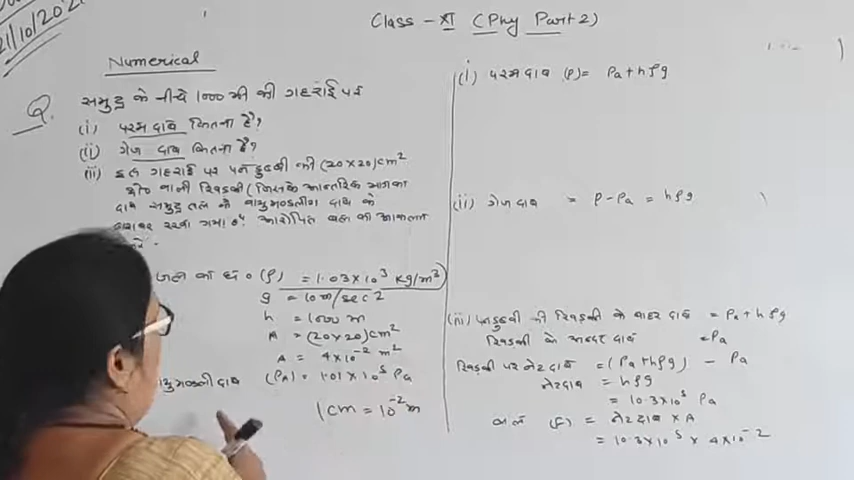 21/10/202
Class - XI (Phy Part 2)
Numerical
Q. समुद्र के नीचे 1000 मी की गहराई पर
(i) परम दाब कितना है?
(ii) गेज दाब कितना है?
(iii) इस गहराई पर पनडुब्बी की (20×20)cm²
क्षे० वाली खिड़की (जिसके आन्तरिक भाग का
दाब समुद्र तल के वायुमण्डलीय दाब के
बराबर रखा गया है) आरोपित बल की आकलन
करें -
जल का घ० (ρ) = 1.03×10³ Kg/m³
g = 10 m/sec2
h = 1000 m
A = (20×20)cm²
A = 4×10⁻² m²
वायुमण्डली दाब (Pa) = 1.01×10⁵ Pa
1cm = 10⁻² m
(i) परम दाब (P) = Pa + hρg
(ii) गेज दाब = P - Pa = hρg
(iii) पनडुब्बी की खिड़की के बाहर दाब = Pa + hρg
खिड़की के अन्दर दाब = Pa
खिड़की पर नेट दाब = (Pa + hρg) - Pa
नेट दाब = hρg
= 10.3×10⁵ Pa
बल (F) = नेट दाब × A
= 10.3×10⁵ × 4×10⁻²